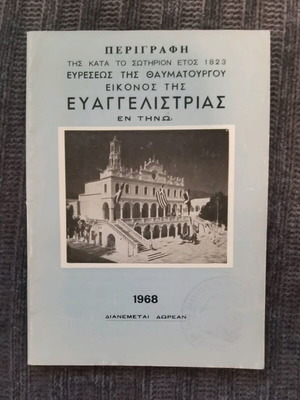 ΠΕΡΙΓΡΑΦΗ
ΤΗΣ ΚΑΤΑ ΤΟ ΣΩΤΗΡΙΟΝ ΕΤΟΣ 1823
ΕΥΡΕΣΕΩΣ ΤΗΣ ΘΑΥΜΑΤΟΥΡΓΟΥ
ΕΙΚΟΝΟΣ ΤΗΣ
ΕΥΑΓΓΕΛΙΣΤΡΙΑΣ
ΕΝ ΤΗΝΩ,
1968
ΔΙΑΝΕΜΕΤΑΙ ΔΩΡΕΑΝ